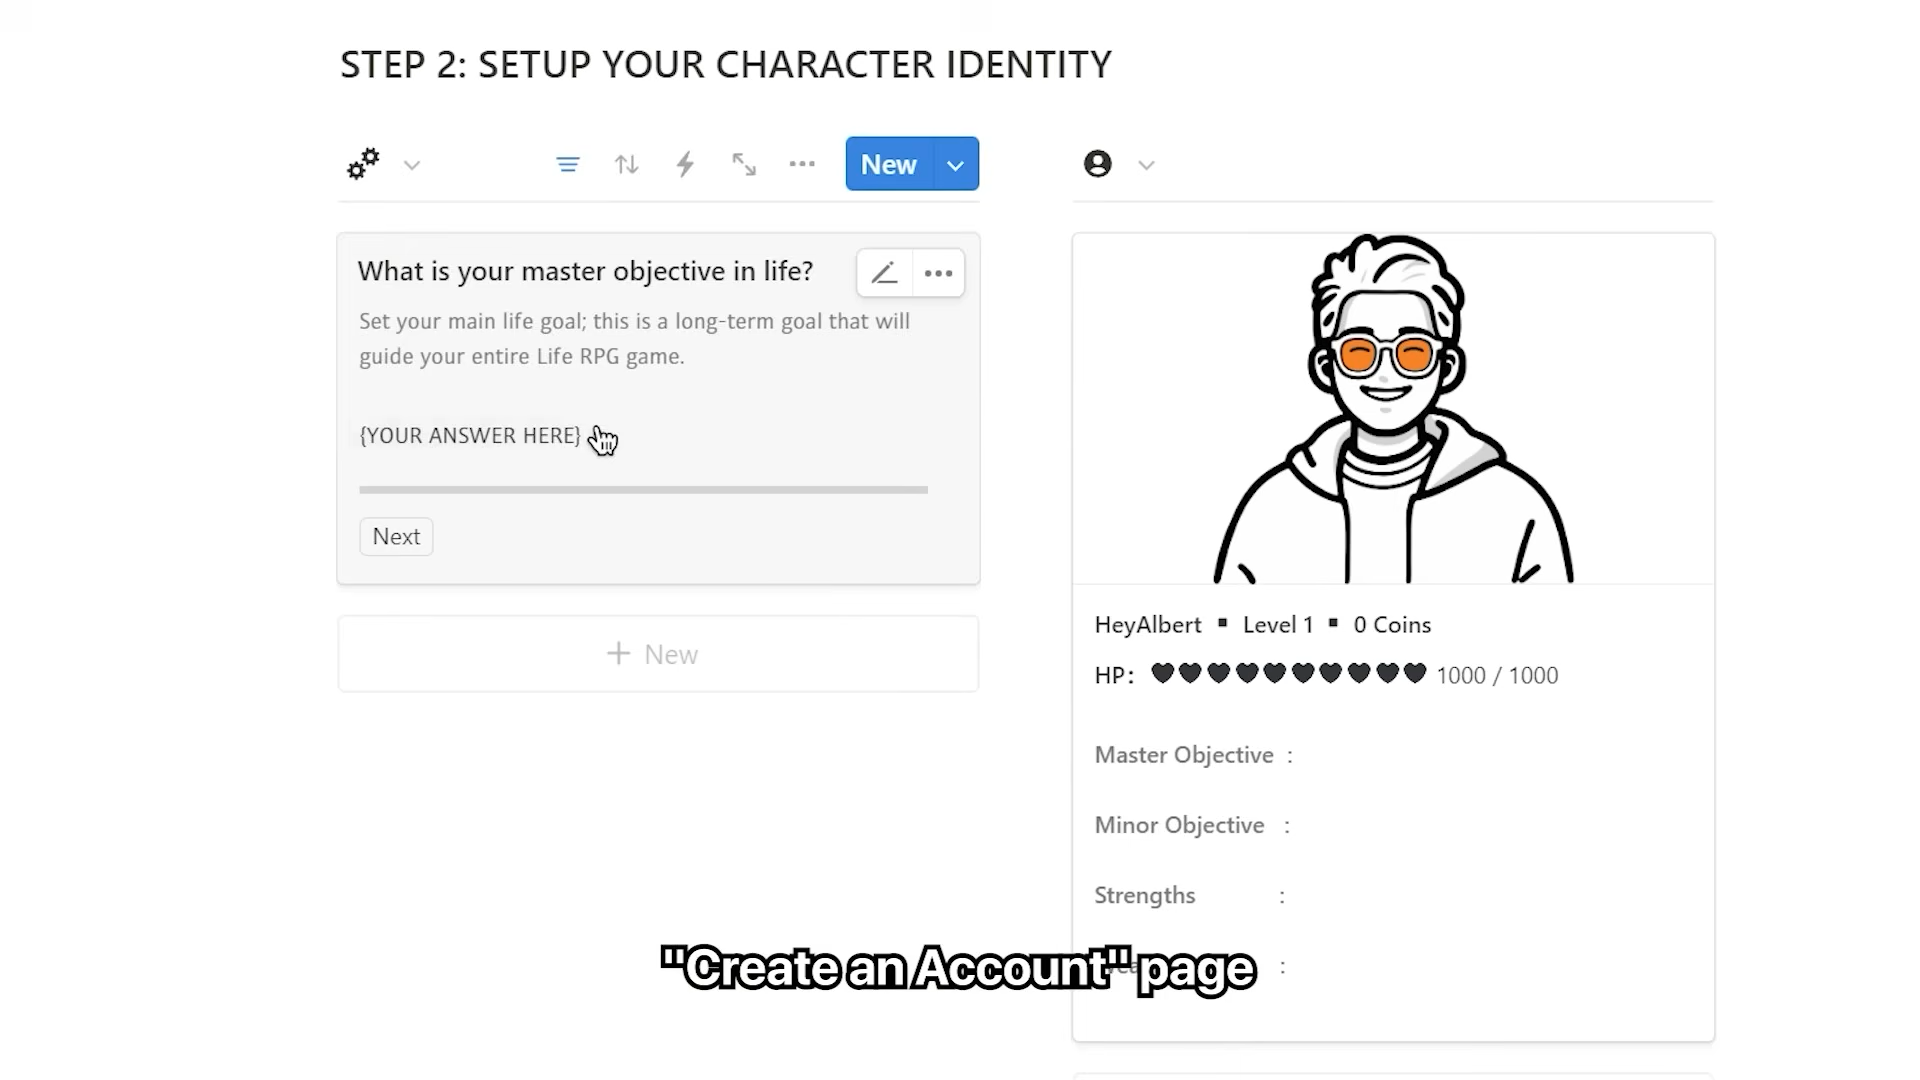 STEP 2: SETUP YOUR CHARACTER IDENTITY
New
What is your master objective in life?
Set your main life goal; this is a long-term goal that will
guide your entire Life RPG game.
{YOUR ANSWER HERE}
Next
+ New
HeyAlbert ▪ Level 1 ▪ 0 Coins
HP: ♥♥♥♥♥♥♥♥♥♥ 1000 / 1000
Master Objective :
Minor Objective :
Strengths :
:
"Create an Account" page